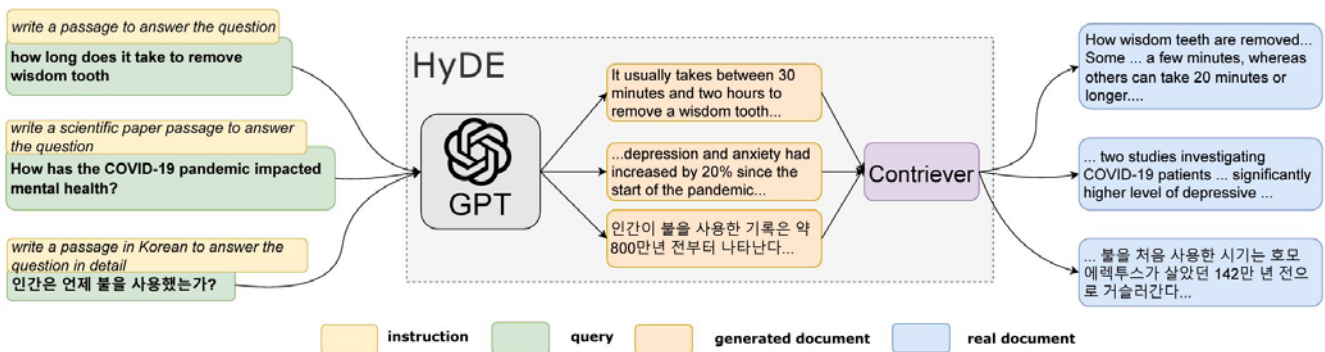 write a passage to answer the question
how long does it take to remove
wisdom tooth
write a scientific paper passage to answer
the question
How has the COVID-19 pandemic impacted
mental health?
write a passage in Korean to answer the
question in detail
인간은 언제 불을 사용했는가?
HyDE
GPT
It usually takes between 30
minutes and two hours to
remove a wisdom tooth...
...depression and anxiety had
increased by 20% since the
start of the pandemic...
인간이 불을 사용한 기록은 약
800만년 전부터 나타난다...
Contriever
How wisdom teeth are removed...
Some ... a few minutes, whereas
others can take 20 minutes or
longer....
... two studies investigating
COVID-19 patients ... significantly
higher level of depressive ...
... 불을 처음 사용한 시기는 호모
에렉투스가 살았던 142만 년 전으
로 거슬러간다...
instruction
query
generated document
real document